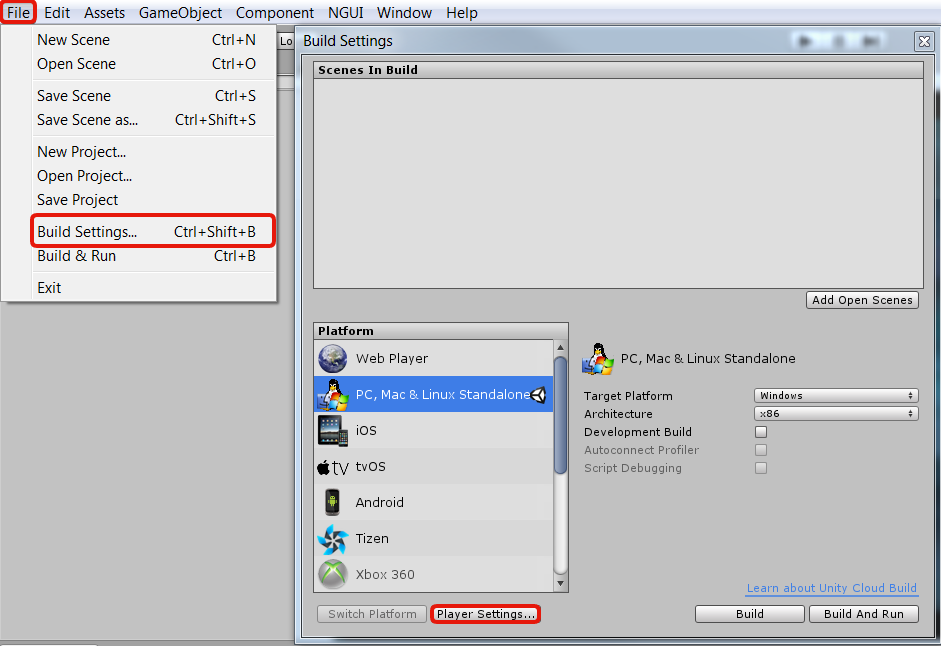 File Edit Assets GameObject Component NGUI Window Help
New Scene Ctrl+N
Open Scene Ctrl+O
Save Scene Ctrl+S
Save Scene as... Ctrl+Shift+S
New Project...
Open Project...
Save Project
Build Settings... Ctrl+Shift+B
Build & Run Ctrl+B
Exit
Lo
Build Settings
Scenes In Build
Add Open Scenes
Platform
Web Player
PC, Mac & Linux Standalone
iOS
tv tvOS
Android
Tizen
Xbox 360
Switch Platform
Player Settings...
PC, Mac & Linux Standalone
Target Platform Windows
Architecture x86
Development Build
Autoconnect Profiler
Script Debugging
Learn about Unity Cloud Build
Build
Build And Run